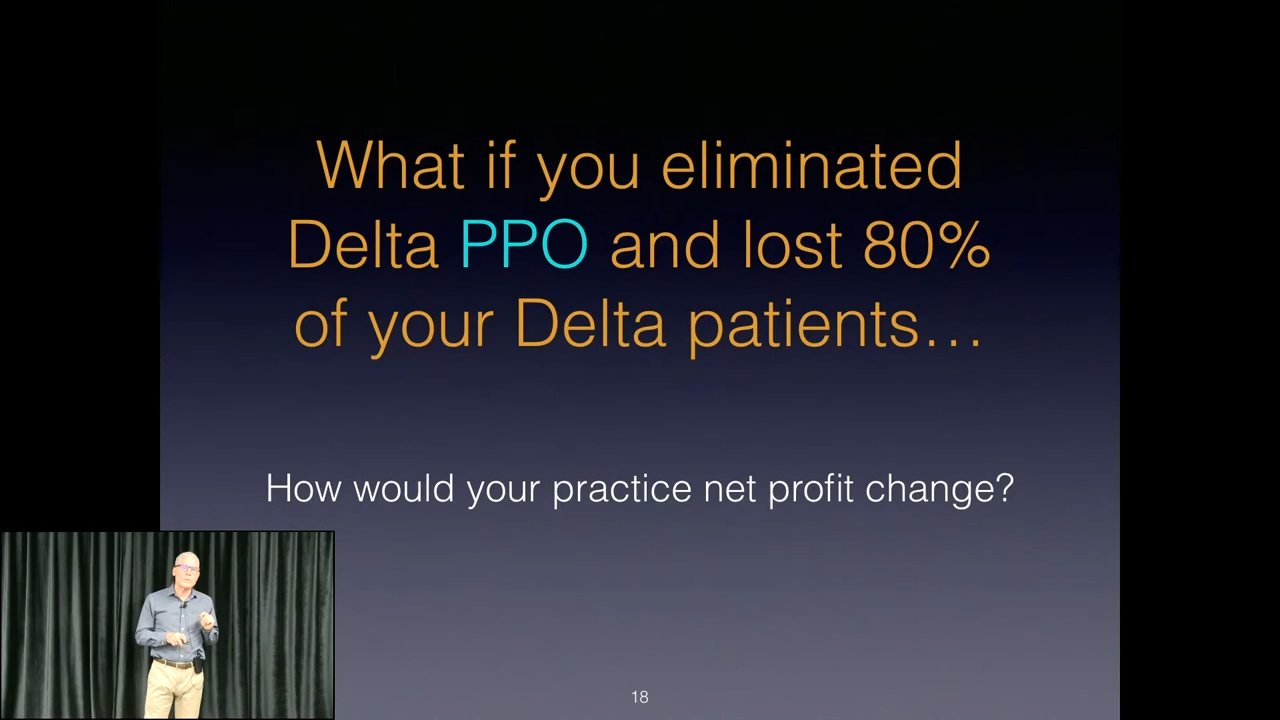 What if you eliminated
Delta PPO and lost 80%
of your Delta patients…
How would your practice net profit change?
18